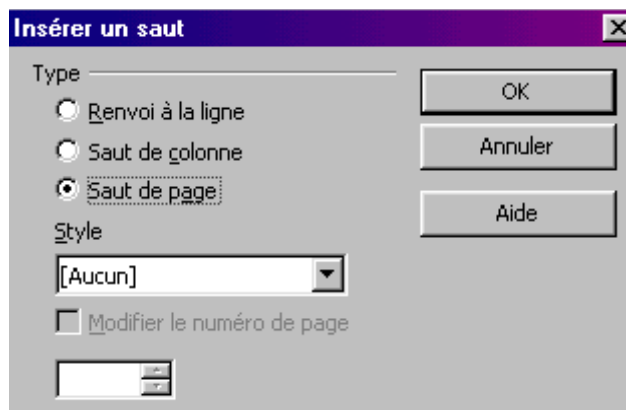 Insérer un saut
Type
Renvoi à la ligne
Saut de colonne
Saut de page
Style
[Aucun]
Modifier le numéro de page
OK
Annuler
Aide